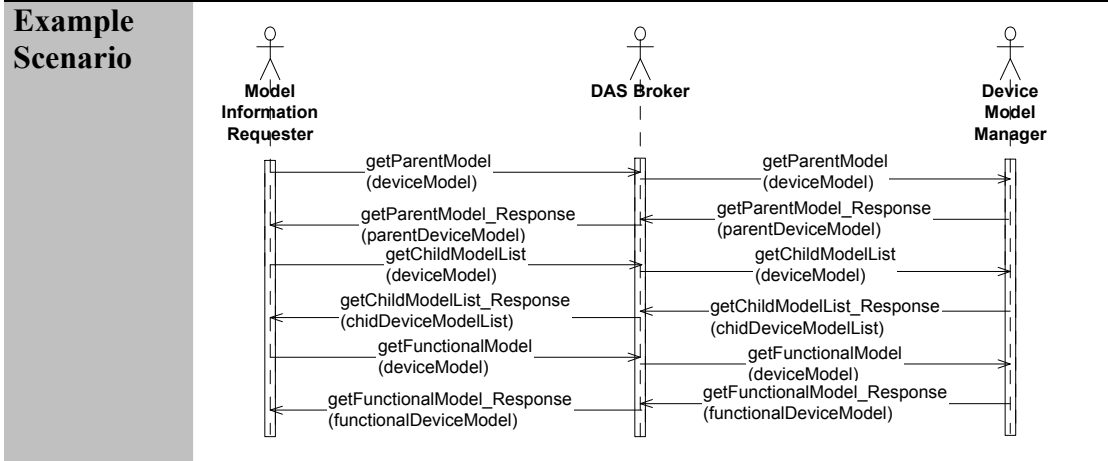 Example
Scenario
Model
Information
Requester
DAS Broker
Device
Model
Manager
getParentModel
(deviceModel)
getParentModel
(deviceModel)
getParentModel_Response
(parentDeviceModel)
getParentModel_Response
(parentDeviceModel)
getChildModelList
(deviceModel)
getChildModelList
(deviceModel)
getChildModelList_Response
(chidDeviceModelList)
getChildModelList_Response
(chidDeviceModelList)
getFunctionalModel
(deviceModel)
getFunctionalModel
(deviceModel)
getFunctionalModel_Response
(functionalDeviceModel)
getFunctionalModel_Response
(functionalDeviceModel)